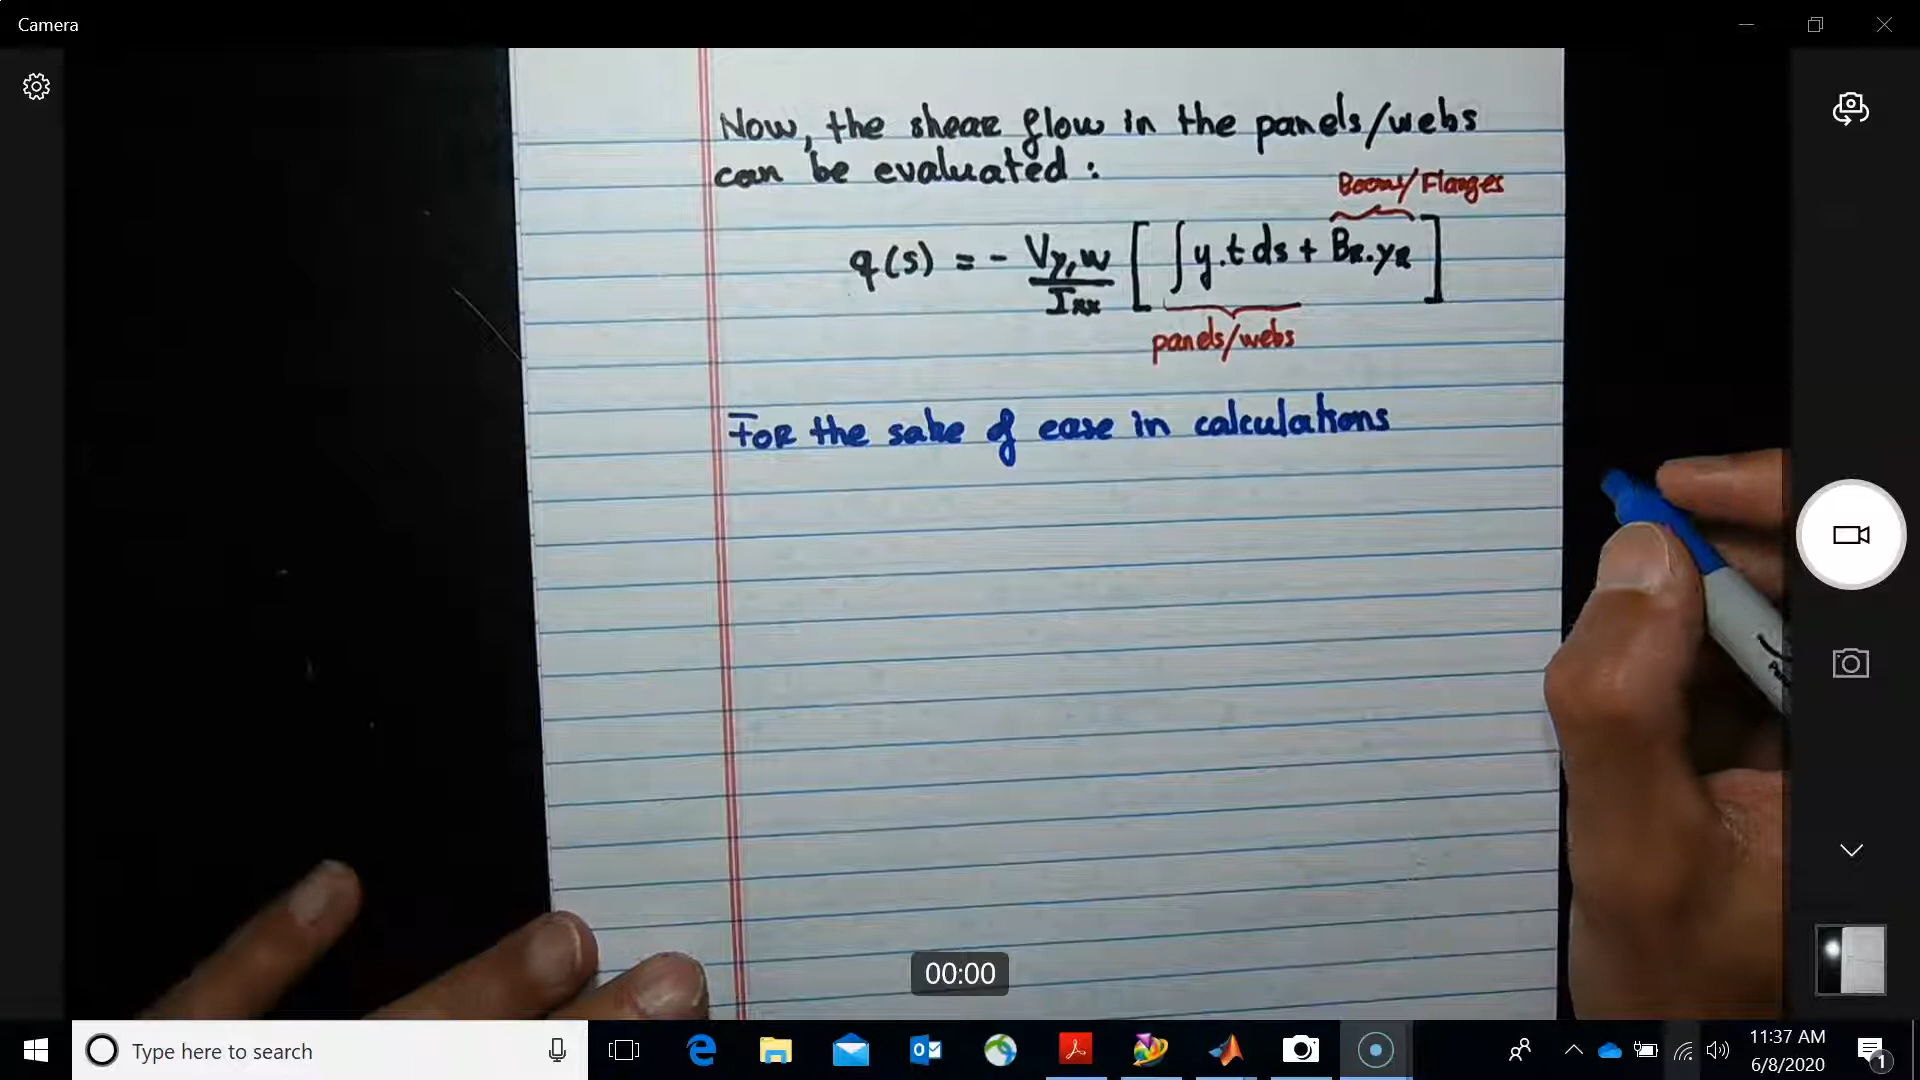 Camera
Now, the shear flow in the panels/webs
can be evaluated :
Booms/Flanges
q(s) = - Vy,w / Ixx [ ∫ y.t ds + BR.yR ]
panels/webs
For the sake of ease in calculations
00:00
Type here to search
11:37 AM
6/8/2020
1